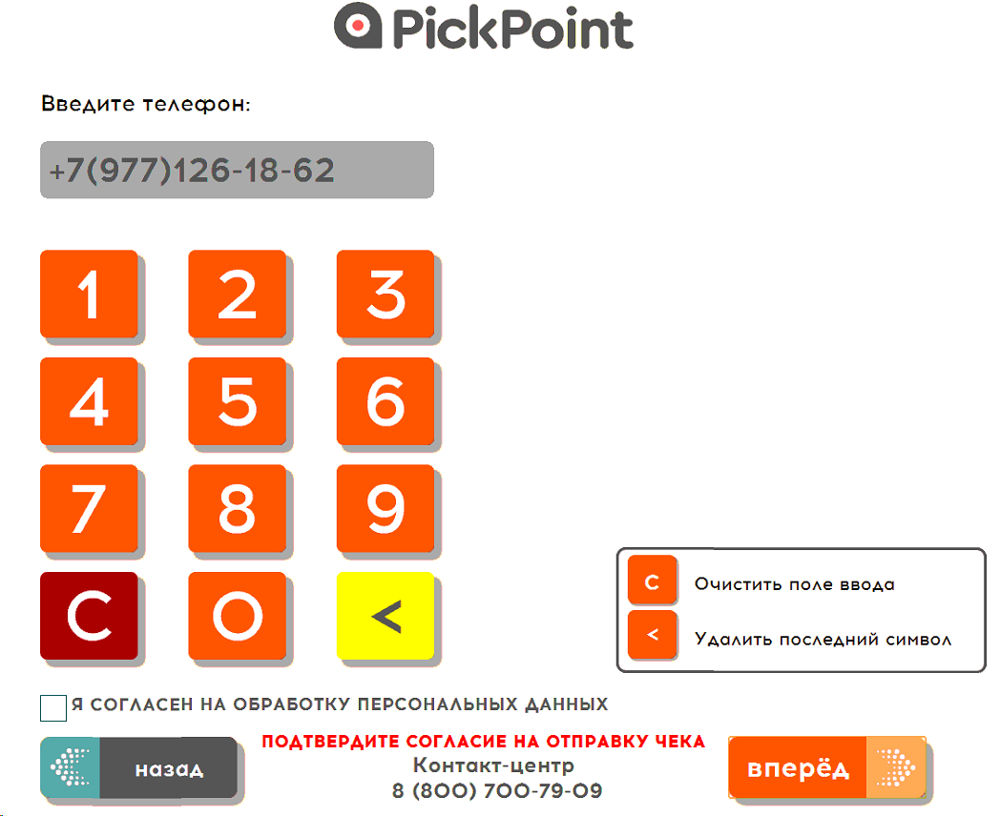 PickPoint
Введите телефон:
+7(977)126-18-62
1 2 3
4 5 6
7 8 9
C 0 <
C Очистить поле ввода
< Удалить последний символ
Я СОГЛАСЕН НА ОБРАБОТКУ ПЕРСОНАЛЬНЫХ ДАННЫХ
ПОДТВЕРДИТЕ СОГЛАСИЕ НА ОТПРАВКУ ЧЕКА
назад
Контакт-центр
вперёд
8 (800) 700-79-09